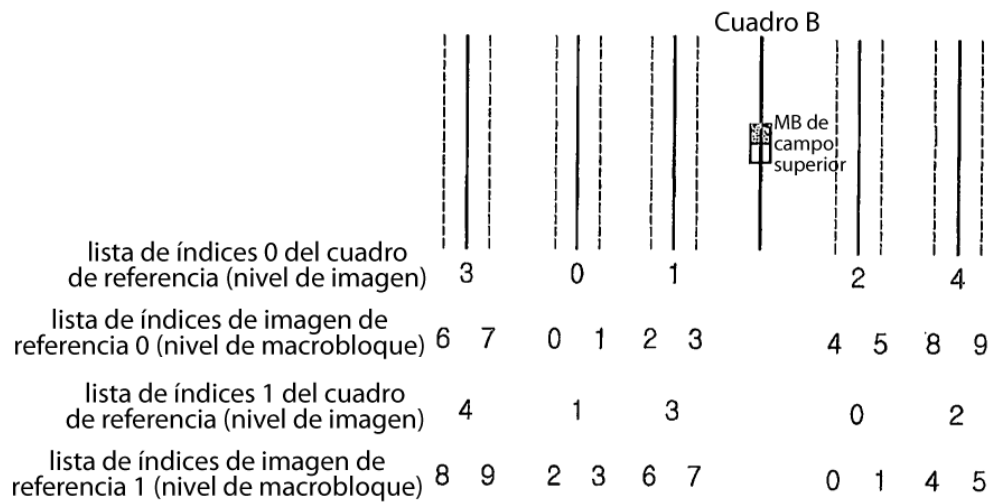 Cuadro B
MB de
campo
superior
lista de índices 0 del cuadro
de referencia (nivel de imagen) 3 0 1 2 4
lista de índices de imagen de
referencia 0 (nivel de macrobloque) 6 7 0 1 2 3 4 5 8 9
lista de índices 1 del cuadro
de referencia (nivel de imagen) 4 1 3 0 2
lista de índices de imagen de
referencia 1 (nivel de macrobloque) 8 9 2 3 6 7 0 1 4 5